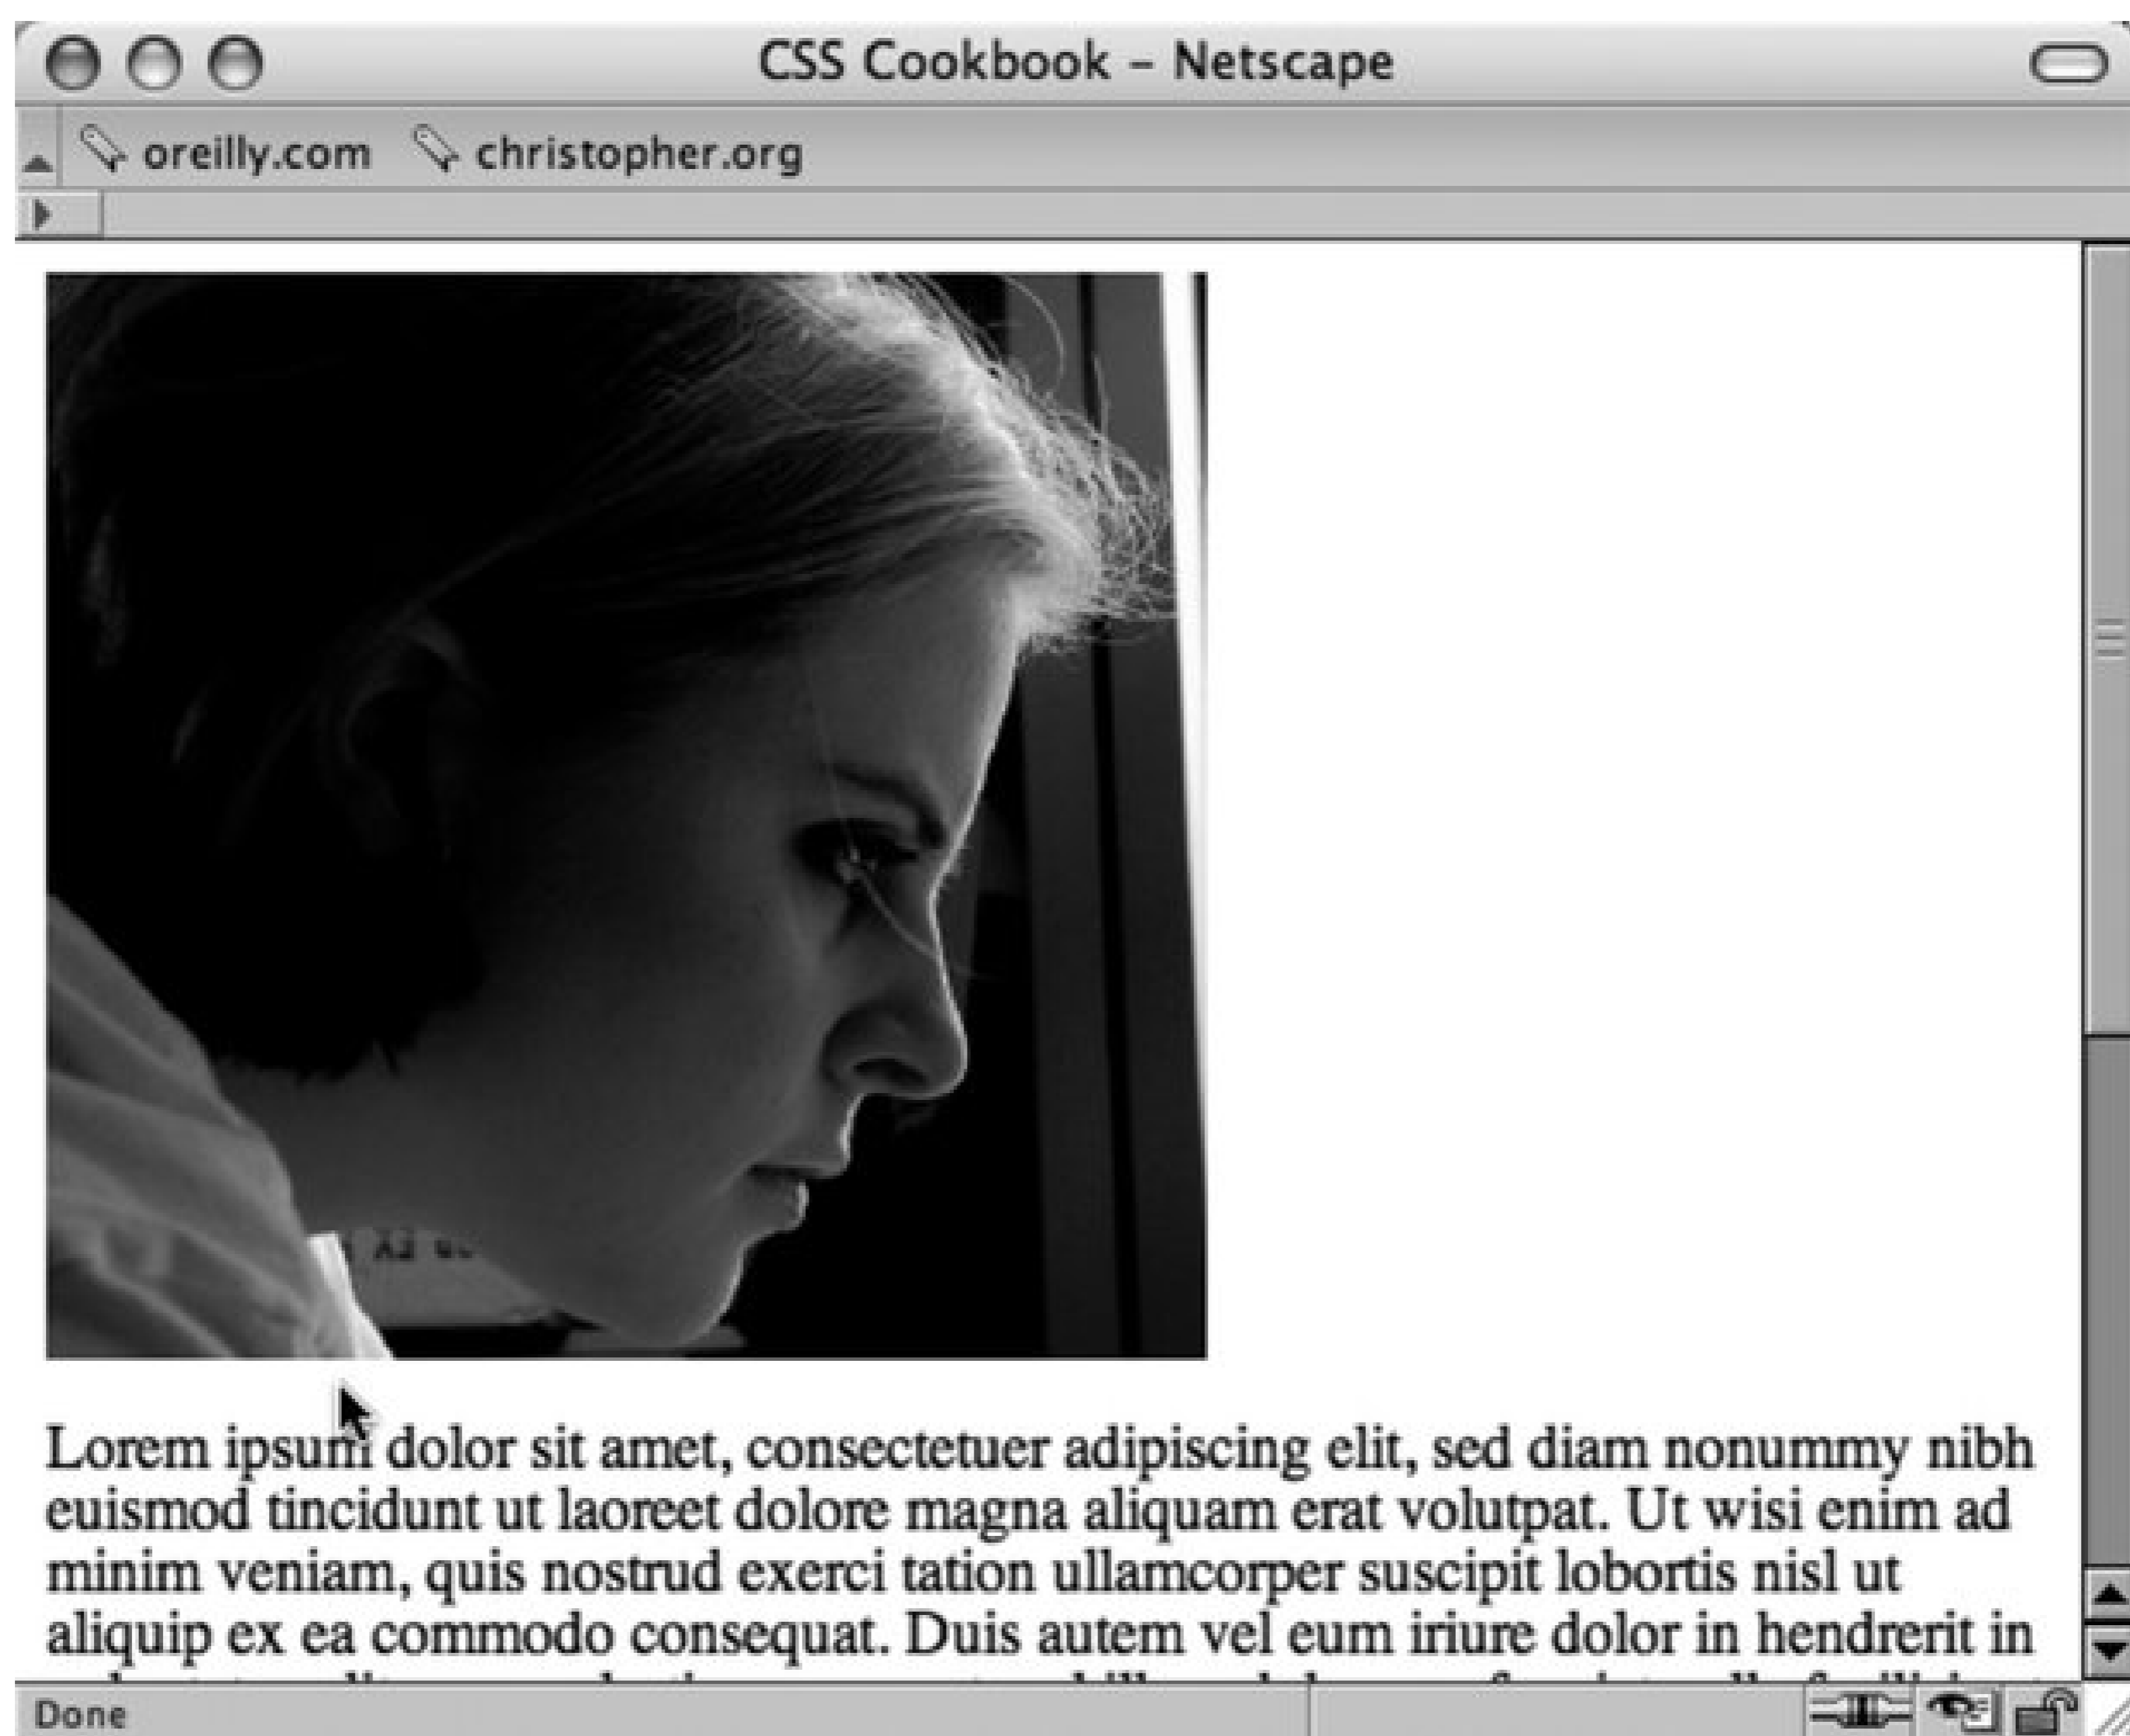 CSS Cookbook – Netscape
oreilly.com christopher.org
Lorem ipsum dolor sit amet, consectetuer adipiscing elit, sed diam nonummy nibh
euismod tincidunt ut laoreet dolore magna aliquam erat volutpat. Ut wisi enim ad
minim veniam, quis nostrud exerci tation ullamcorper suscipit lobortis nisl ut
aliquip ex ea commodo consequat. Duis autem vel eum iriure dolor in hendrerit in
Done